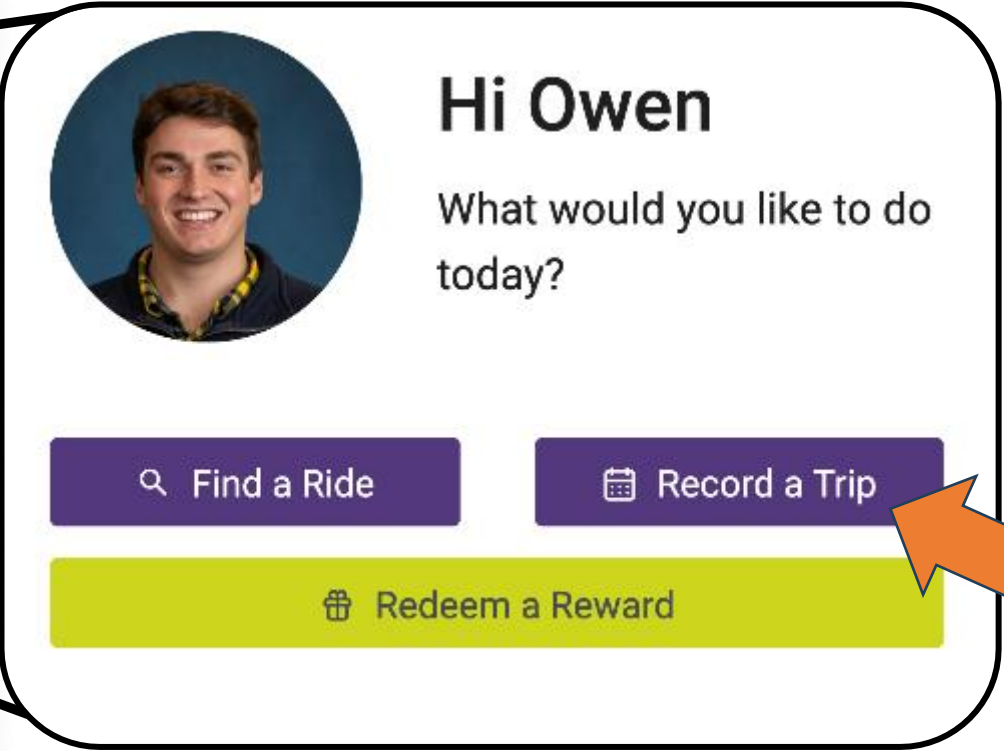 Hi Owen
What would you like to do
today?
Find a Ride
Record a Trip
Redeem a Reward